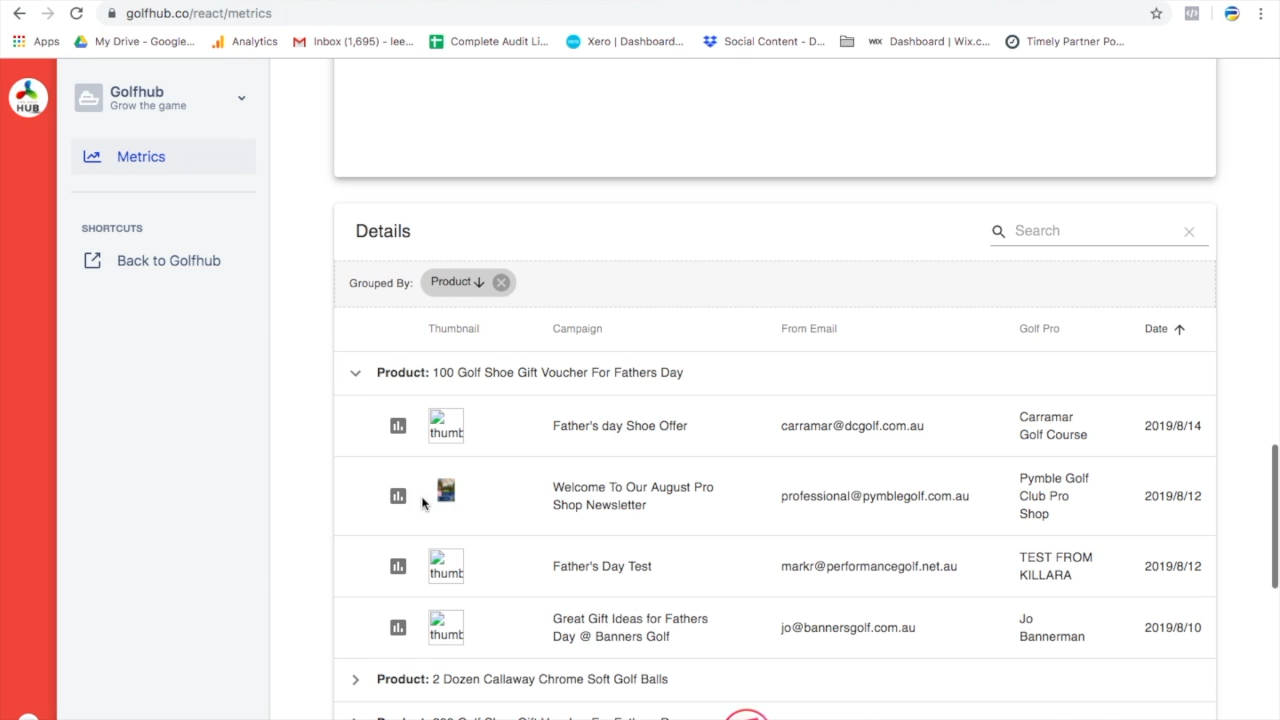 golfhub.co/react/metrics
Apps My Drive - Google... Analytics Inbox (1,695) - lee... Complete Audit Li... Xero | Dashboard... Social Content - D... WIX Dashboard | Wix.c... Timely Partner Po...
HUB
Golfhub
Grow the game
Metrics
SHORTCUTS
Back to Golfhub
Details
Search
Grouped By: Product
Thumbnail Campaign From Email Golf Pro Date
Product: 100 Golf Shoe Gift Voucher For Fathers Day
thumb Father's day Shoe Offer carramar@dcgolf.com.au Carramar Golf Course 2019/8/14
Welcome To Our August Pro Shop Newsletter professional@pymblegolf.com.au Pymble Golf Club Pro Shop 2019/8/12
thumb Father's Day Test markr@performancegolf.net.au TEST FROM KILLARA 2019/8/12
thumb Great Gift Ideas for Fathers Day @ Banners Golf jo@bannersgolf.com.au Jo Bannerman 2019/8/10
Product: 2 Dozen Callaway Chrome Soft Golf Balls